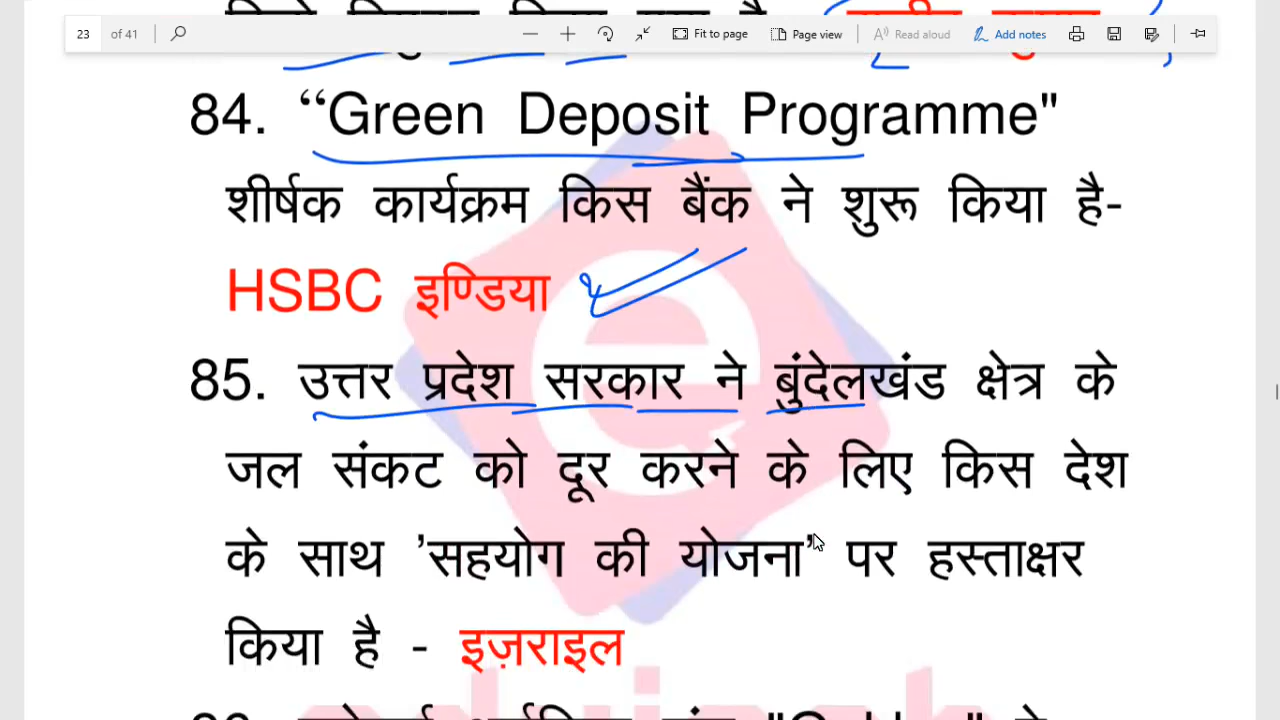 23 of 41 Fit to page Page view Read aloud Add notes
84. “Green Deposit Programme"
शीर्षक कार्यक्रम किस बैंक ने शुरू किया है-
HSBC इण्डिया
85. उत्तर प्रदेश सरकार ने बुंदेलखंड क्षेत्र के
जल संकट को दूर करने के लिए किस देश
के साथ ’सहयोग की योजना’ पर हस्ताक्षर
किया है - इज़राइल